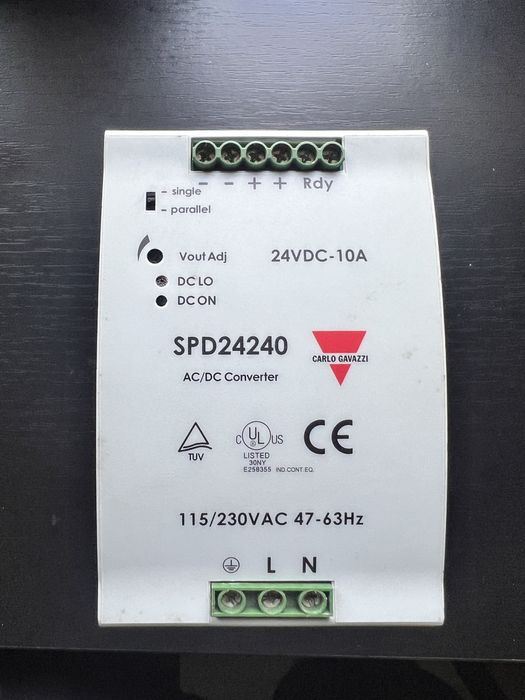 - - + + Rdy
- single
- parallel
Vout Adj 24VDC-10A
DC LO
DC ON
SPD24240
CARLO GAVAZZI
AC/DC Converter
TUV
C UL US
LISTED
30NY
E258355 IND.CONT.EQ.
CE
115/230VAC 47-63Hz
L N